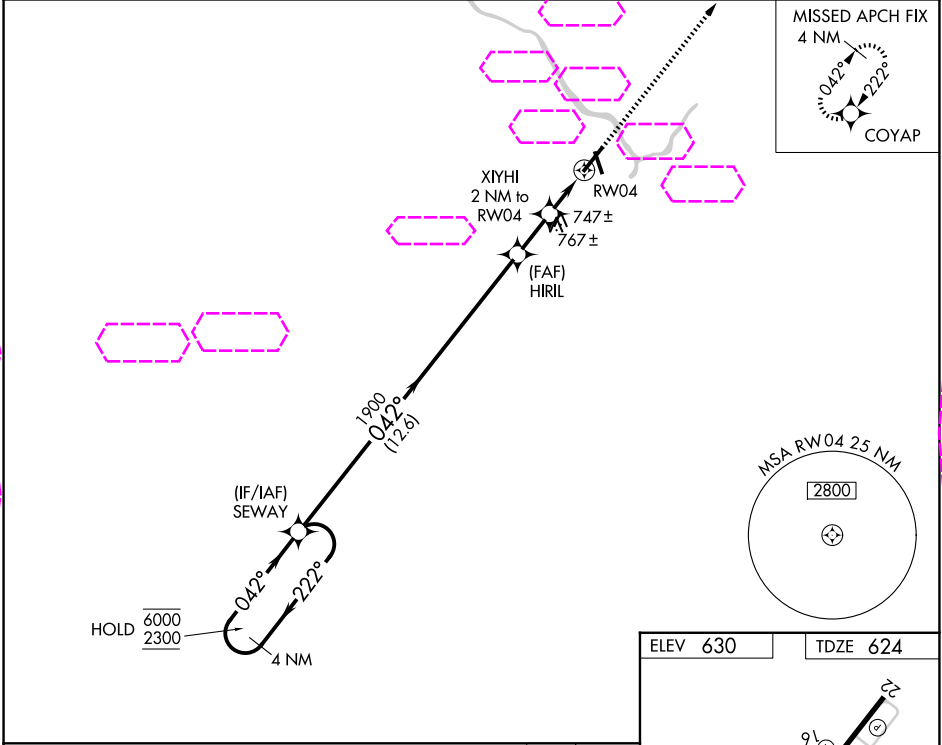 MISSED APCH FIX
4 NM
042°
222°
COYAP
XIYHI
2 NM to
RW04
RW04
747±
767±
(FAF)
HIRIL
1900
042°
(12.6)
(IF/IAF)
SEWAY
042°
222°
HOLD 6000
2300
4 NM
MSA RW04 25 NM
2800
ELEV 630
TDZE 624
22
16
P